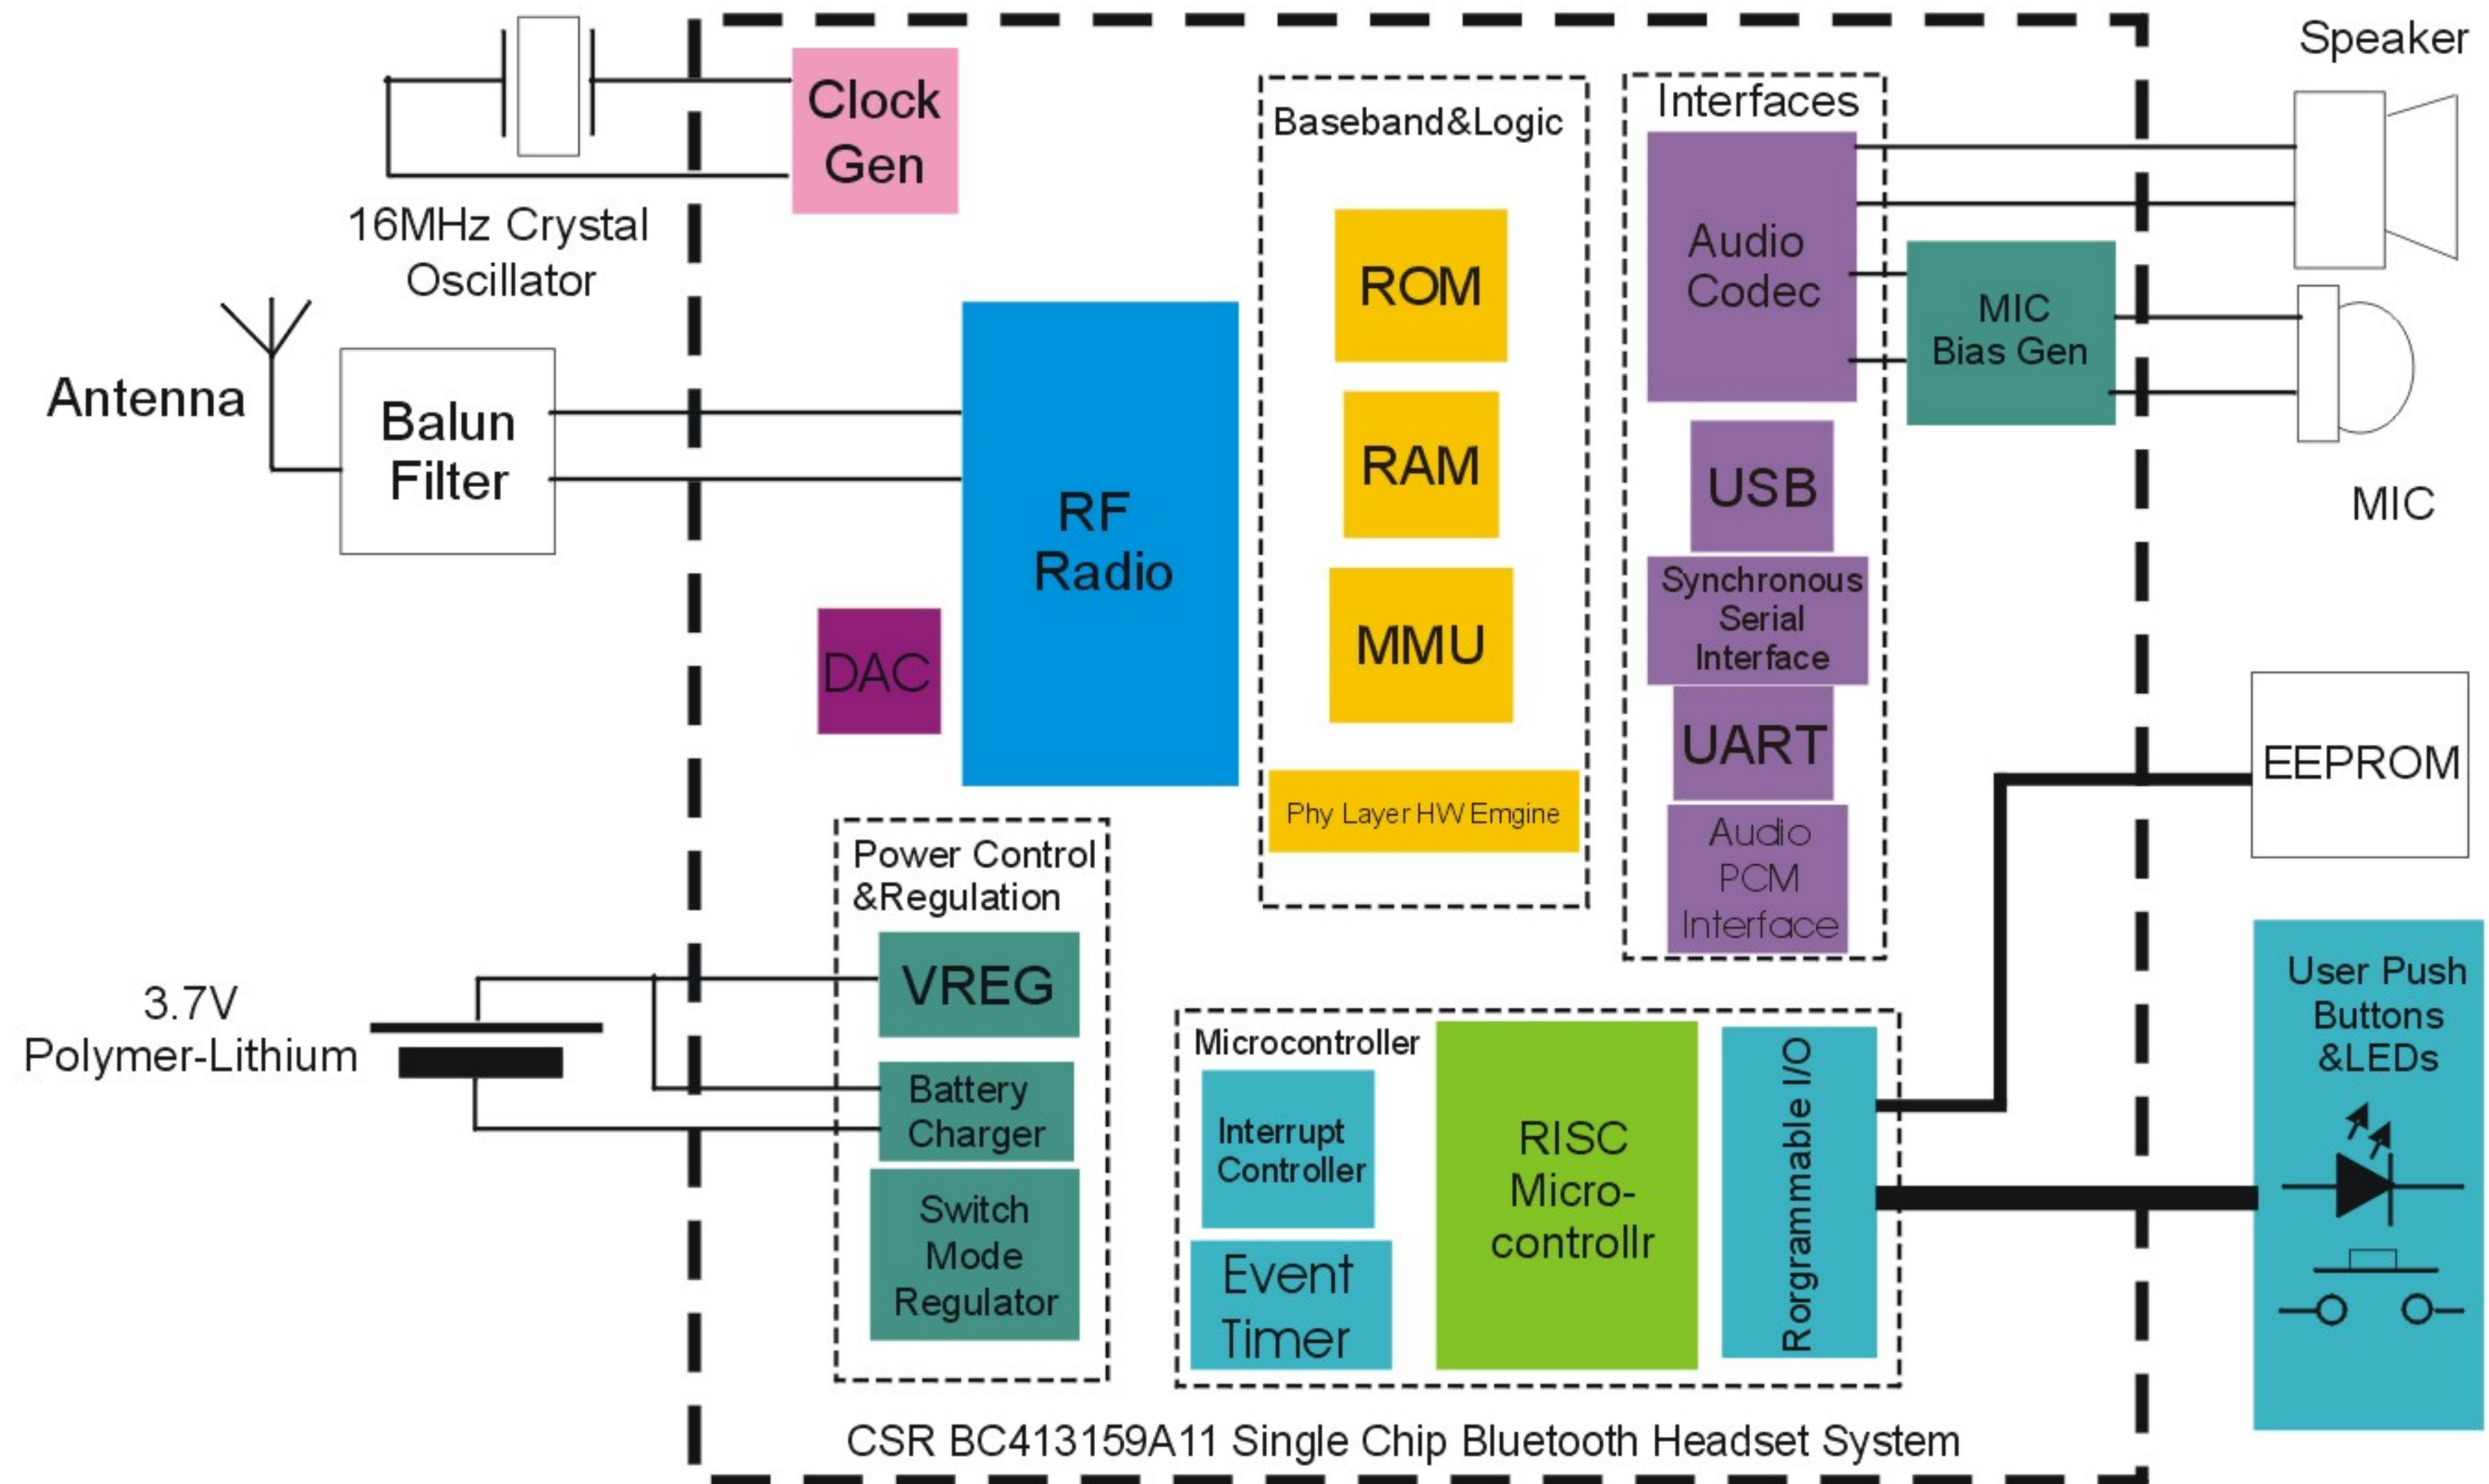 Speaker
Clock
Gen
Baseband&Logic
Interfaces
16MHz Crystal
Oscillator
ROM
Audio
Codec
MIC
Bias Gen
Antenna
Balun
Filter
RF
Radio
RAM
USB
MIC
DAC
MMU
Synchronous
Serial
Interface
UART
EEPROM
Phy Layer HW Emgine
Audio
PCM
Interface
Power Control
&Regulation
VREG
3.7V
Polymer-Lithium
Battery
Charger
Switch
Mode
Regulator
Microcontroller
Interrupt
Controller
Event
Timer
RISC
Micro-
controllr
Rorgrammable I/O
User Push
Buttons
&LEDs
CSR BC413159A11 Single Chip Bluetooth Headset System